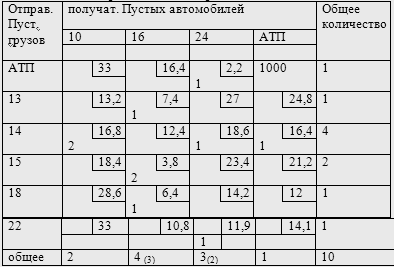 Отправ. получат. Пустых автомобилей Общее
Пуст, количество
грузов
10 16 24 АТП
АТП 33 16,4 2,2 1000 1
1
13 13,2 7,4 27 24,8 1
1
14 16,8 12,4 18,6 16,4 4
2 1 1
15 18,4 3,8 23,4 21,2 2
2
18 28,6 6,4 14,2 12 1
1
22 33 10,8 11,9 14,1 1
1
общее 2 4 (3) 3(2) 1 10